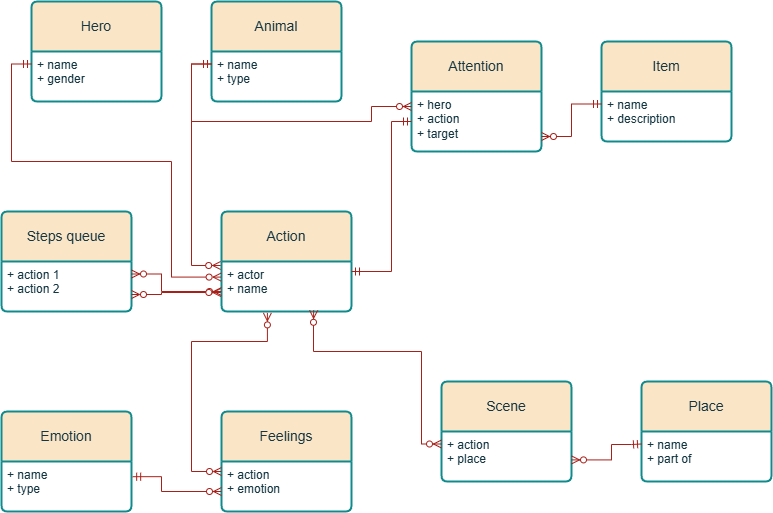 Hero
+ name
+ gender
Animal
+ name
+ type
Attention
+ hero
+ action
+ target
Item
+ name
+ description
Steps queue
+ action 1
+ action 2
Action
+ actor
+ name
Emotion
+ name
+ type
Feelings
+ action
+ emotion
Scene
+ action
+ place
Place
+ name
+ part of